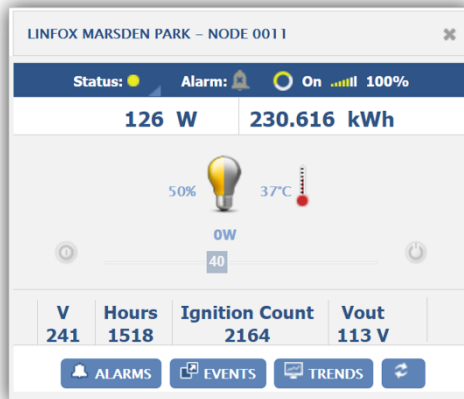 LINFOX MARSDEN PARK – NODE 0011
Status: Alarm: On 100%
126 W 230.616 kWh
50% 37°C
0W
40
V Hours Ignition Count Vout
241 1518 2164 113 V
ALARMS EVENTS TRENDS